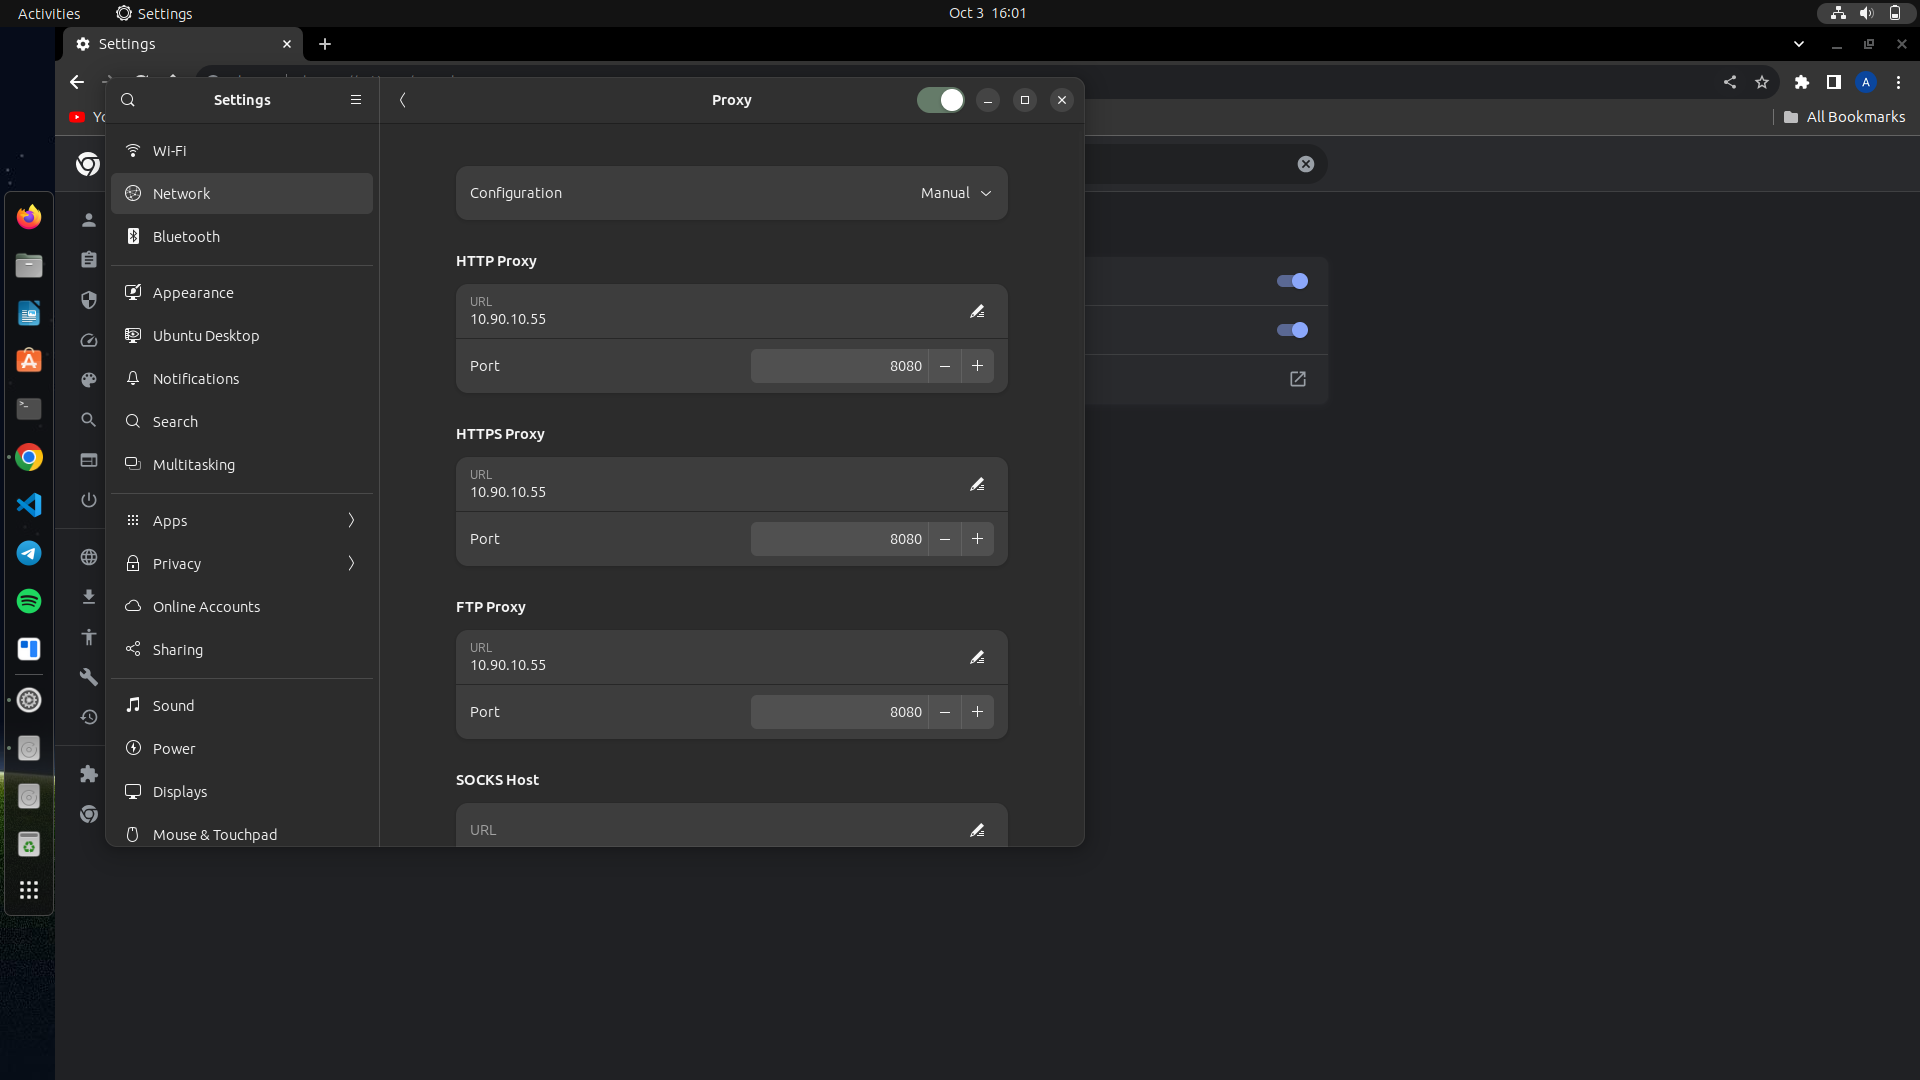 Activities
Settings
Oct 3 16:01
Settings
Yo
A
All Bookmarks
Settings
Proxy
Wi-Fi
Network
Bluetooth
Appearance
Ubuntu Desktop
Notifications
Search
Multitasking
Apps
Privacy
Online Accounts
Sharing
Sound
Power
Displays
Mouse & Touchpad
Configuration
Manual
HTTP Proxy
URL
10.90.10.55
Port
8080
HTTPS Proxy
URL
10.90.10.55
Port
8080
FTP Proxy
URL
10.90.10.55
Port
8080
SOCKS Host
URL